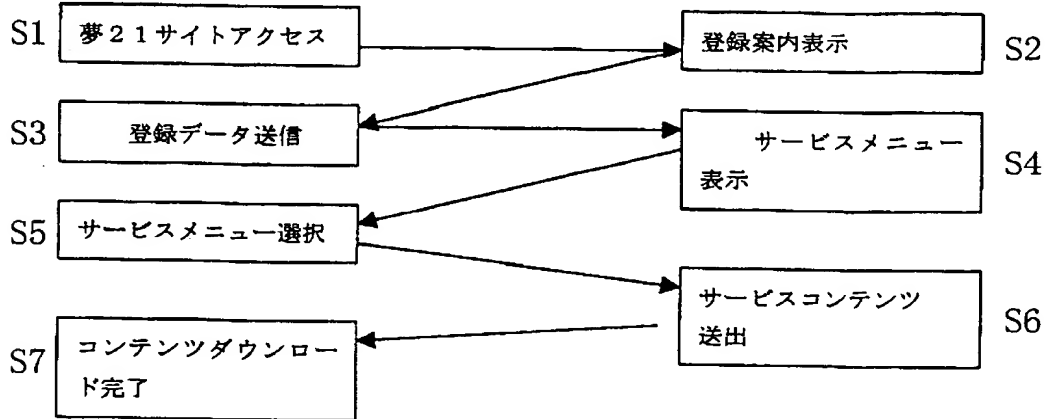 S1 夢21サイトアクセス
登録案内表示 S2
S3 登録データ送信
サービスメニュー
表示 S4
S5 サービスメニュー選択
サービスコンテンツ
送出 S6
S7 コンテンツダウンロー
ド完了